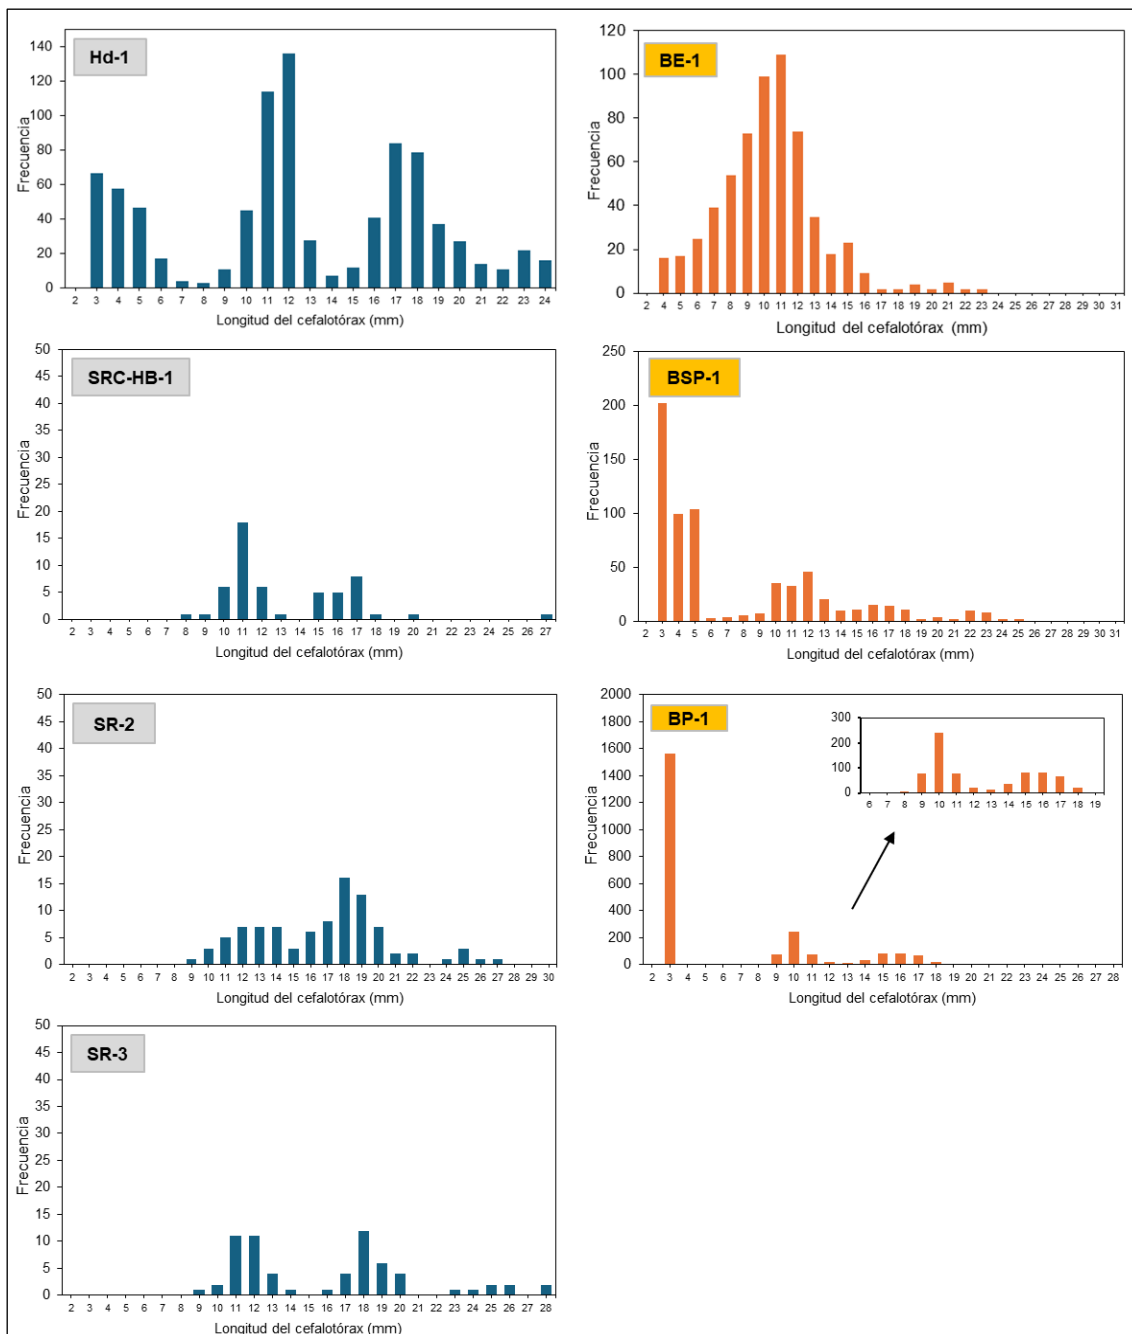 Hd-1
Frecuencia
140
120
100
80
60
40
20
0
2 3 4 5 6 7 8 9 10 11 12 13 14 15 16 17 18 19 20 21 22 23 24
Longitud del cefalotórax (mm)
BE-1
Frecuencia
120
100
80
60
40
20
0
2 4 5 6 7 8 9 10 11 12 13 14 15 16 17 18 19 20 21 22 23 24 25 26 27 28 29 30 31
Longitud del cefalotórax (mm)
SRC-HB-1
Frecuencia
50
45
40
35
30
25
20
15
10
5
0
2 3 4 5 6 7 8 9 10 11 12 13 14 15 16 17 18 19 20 21 22 23 24 25 26 27
Longitud del cefalotórax (mm)
BSP-1
Frecuencia
250
200
150
100
50
0
2 3 4 5 6 7 8 9 10 11 12 13 14 15 16 17 18 19 20 21 22 23 24 25 26 27 28 29 30 31
Longitud del cefalotórax (mm)
SR-2
Frecuencia
50
45
40
35
30
25
20
15
10
5
0
2 3 4 5 6 7 8 9 10 11 12 13 14 15 16 17 18 19 20 21 22 23 24 25 26 27 28 29 30
Longitud del cefalotórax (mm)
BP-1
Frecuencia
2000
1800
1600
1400
1200
1000
800
600
400
200
0
2 3 4 5 6 7 8 9 10 11 12 13 14 15 16 17 18 19 20 21 22 23 24 25 26 27 28
Longitud del cefalotórax (mm)
300
200
100
0
6 7 8 9 10 11 12 13 14 15 16 17 18 19
SR-3
Frecuencia
50
45
40
35
30
25
20
15
10
5
0
2 3 4 5 6 7 8 9 10 11 12 13 14 15 16 17 18 19 20 21 22 23 24 25 26 27 28
Longitud del cefalotórax (mm)